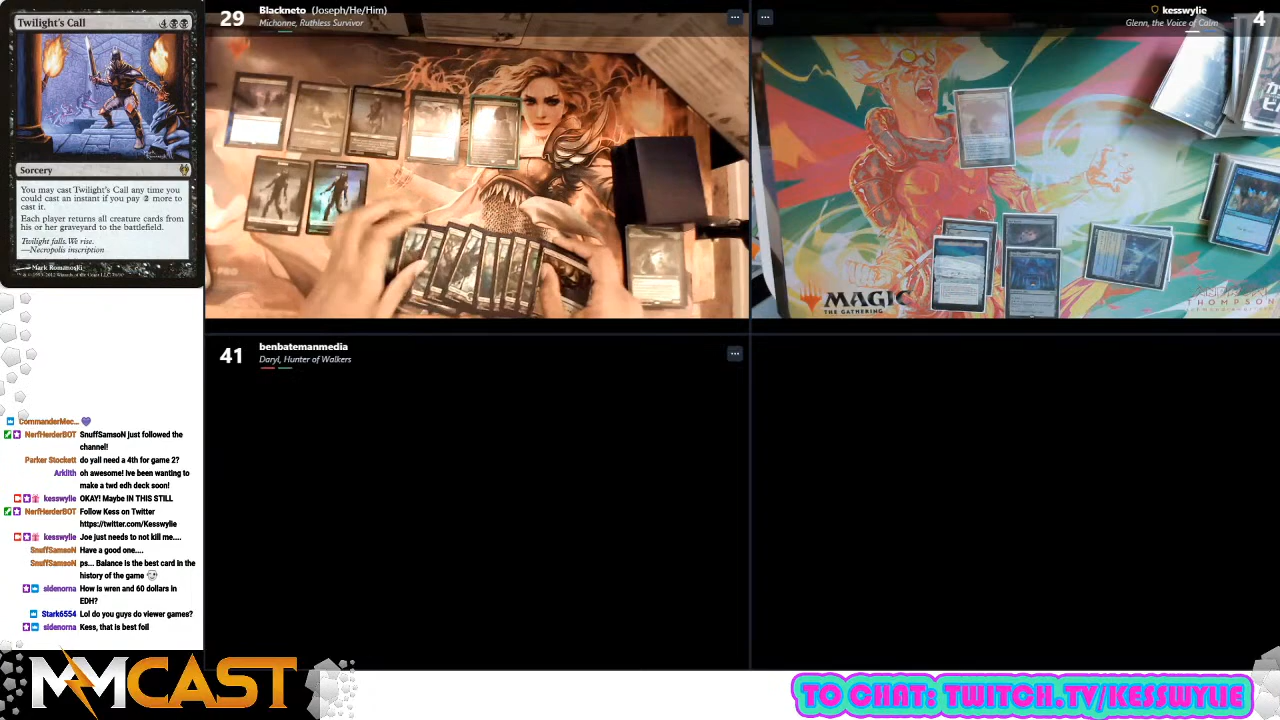 Twilight's Call
4
Sorcery
You may cast Twilight's Call any time you
could cast an instant if you pay 2 more to
cast it.
Each player returns all creature cards from
his or her graveyard to the battlefield.
Twilight falls. We rise.
—Necropolis inscription
Mark Romanoski
29
Blackneto (Joseph/He/Him)
Michonne, Ruthless Survivor
kesswylie
Glenn, the Voice of Calm
4
MAGIC
THE GATHERING
THOMPSON
41
benbatemanmedia
Daryl, Hunter of Walkers
CommanderMec...
NerfHerderBOT SnuffSamsoN just followed the
channel!
Parker Stockett do yall need a 4th for game 2?
Arklith oh awesome! Ive been wanting to
make a twd edh deck soon!
kesswylie OKAY! Maybe IN THIS STILL
NerfHerderBOT Follow Kess on Twitter
https://twitter.com/Kesswylie
kesswylie Joe just needs to not kill me....
SnuffSamsoN Have a good one....
SnuffSamsoN ps... Balance is the best card in the
history of the game
sidenorna How is wren and 60 dollars in
EDH?
Stark6554 Lol do you guys do viewer games?
sidenorna Kess, that is best foil
MMCAST
TO CHAT: TWITCH.TV/KESSWYLIE